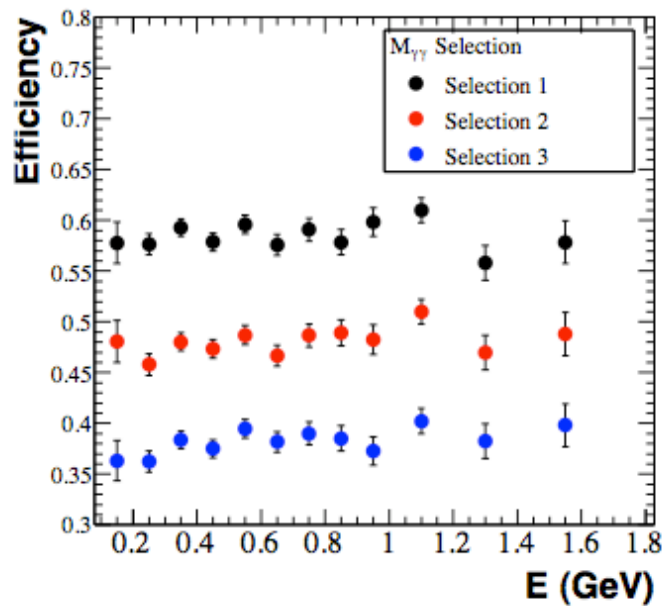 0.8
0.75
0.7
0.65
0.6
0.55
0.5
0.45
0.4
0.35
0.3
Efficiency
M_γγ Selection
Selection 1
Selection 2
Selection 3
0.2 0.4 0.6 0.8 1 1.2 1.4 1.6 1.8
E (GeV)